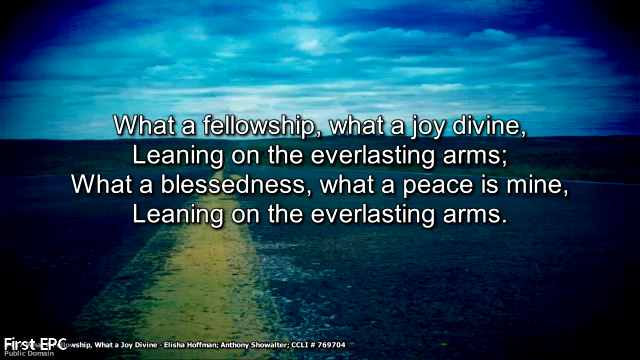 What a fellowship, what a joy divine,
Leaning on the everlasting arms;
What a blessedness, what a peace is mine,
Leaning on the everlasting arms.
First EPC
wship, What a Joy Divine - Elisha Hoffman; Anthony Showalter; CCLI # 769704
Public Domain